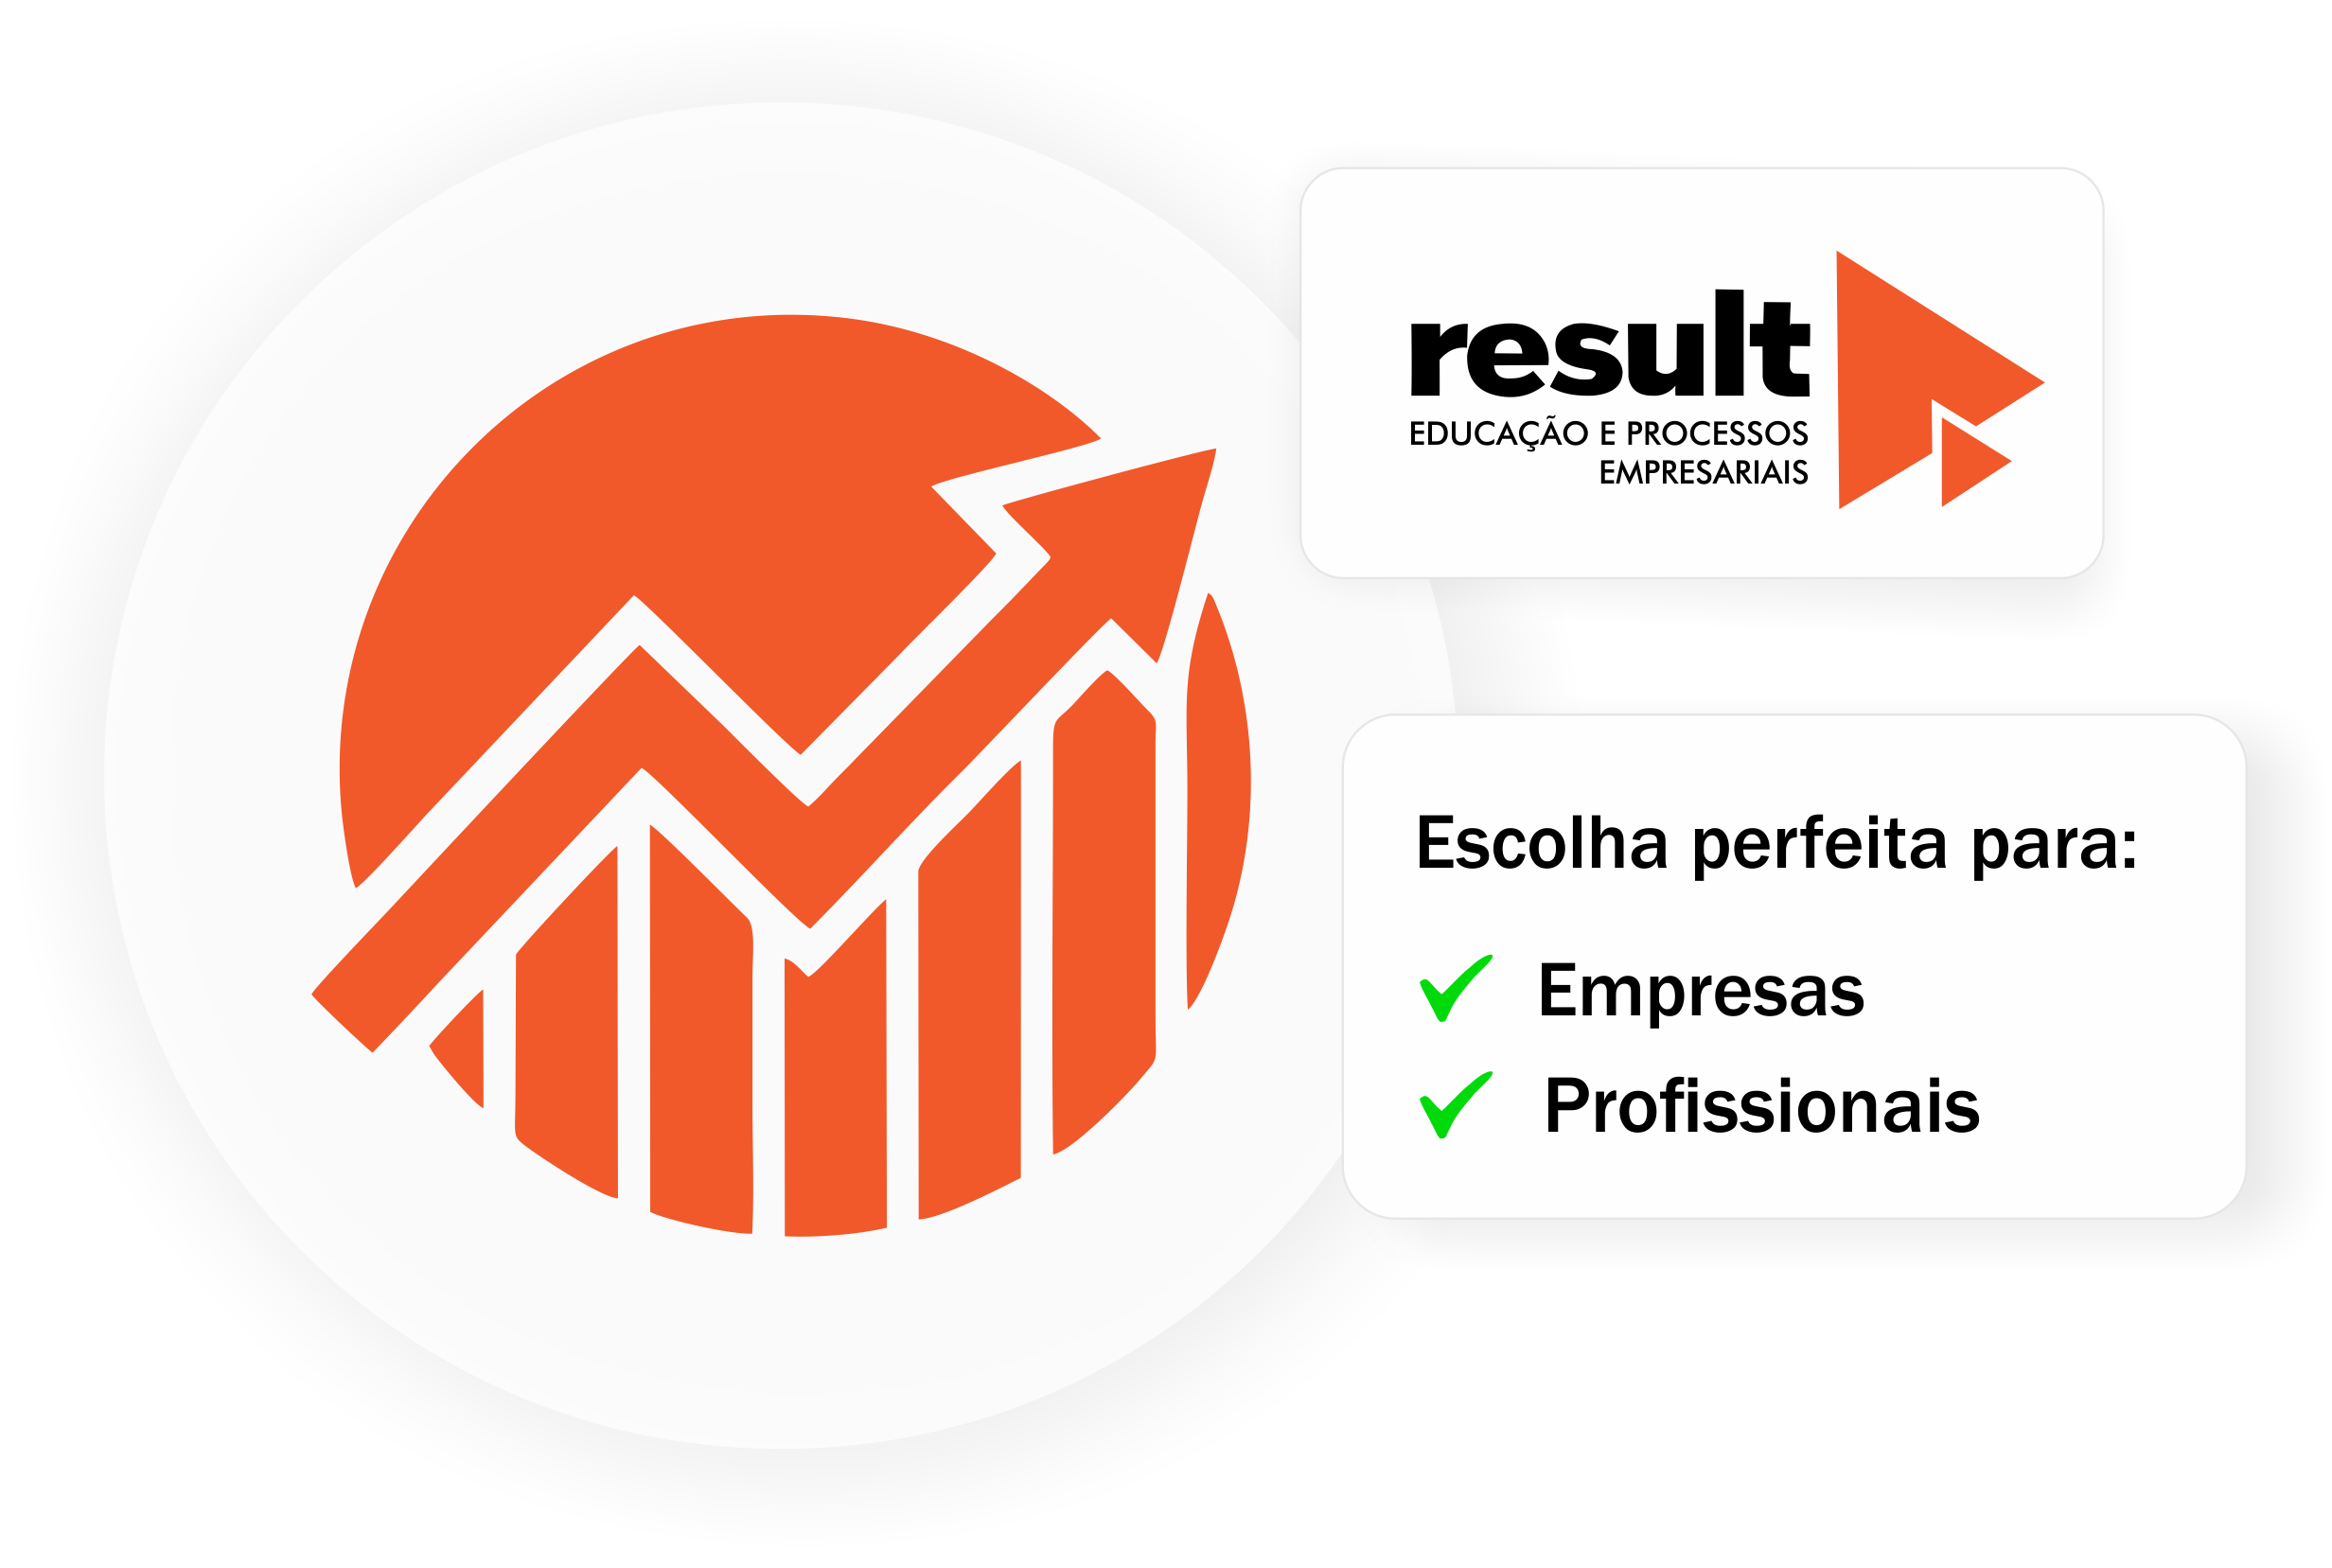 result
EDUCAÇÃO E PROCESSOS
EMPRESARIAIS
Escolha perfeita para:
Empresas
Profissionais